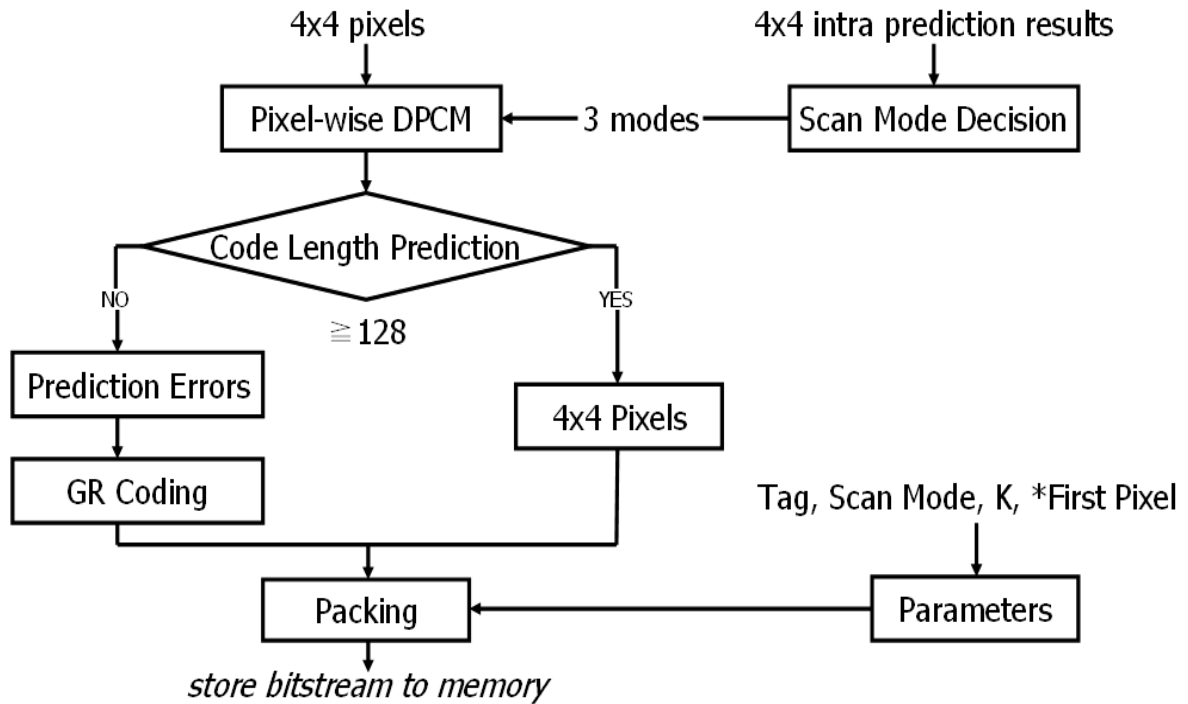 4x4 pixels
4x4 intra prediction results
Pixel-wise DPCM
3 modes
Scan Mode Decision
Code Length Prediction
NO
YES
≧128
Prediction Errors
4x4 Pixels
GR Coding
Tag, Scan Mode, K, *First Pixel
Packing
Parameters
store bitstream to memory